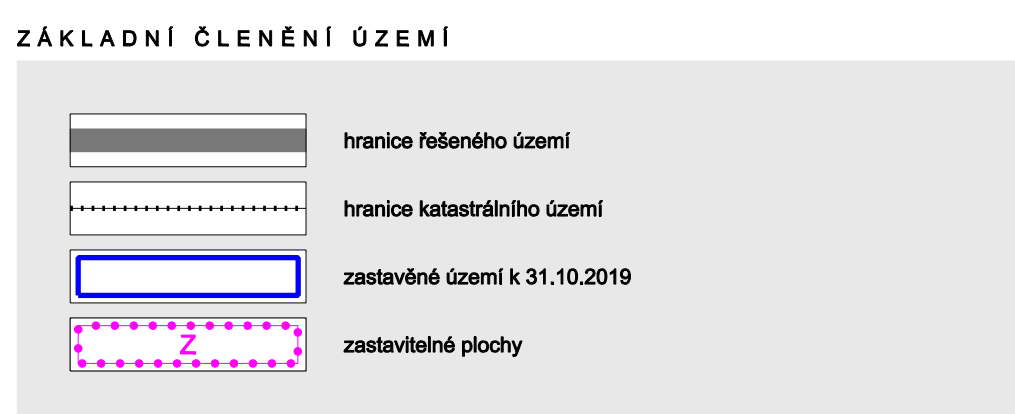 ZÁKLADNÍ ČLENĚNÍ ÚZEMÍ
hranice řešeného území
hranice katastrálního území
zastavěné území k 31.10.2019
Z
zastavitelné plochy